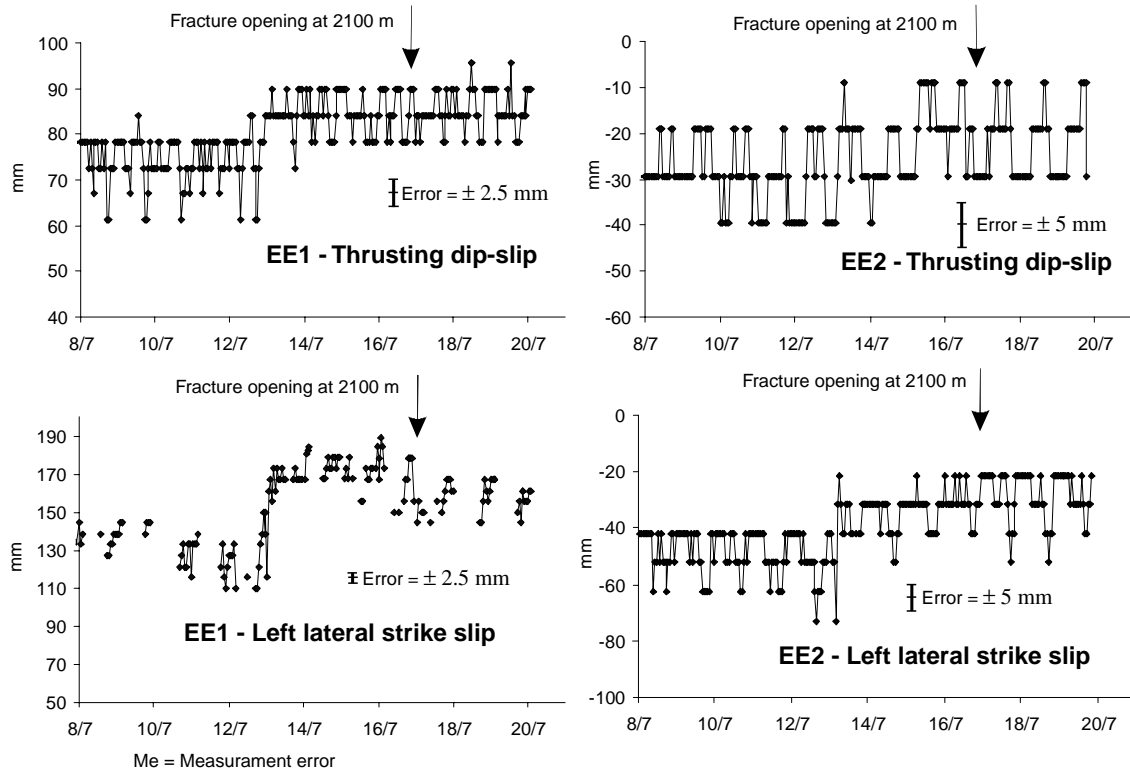 Fracture opening at 2100 m
100
90
80
70
60
50
40
mm
8/7 10/7 12/7 14/7 16/7 18/7 20/7
Error = ± 2.5 mm
EE1 - Thrusting dip-slip
Fracture opening at 2100 m
0
-10
-20
-30
-40
-50
-60
mm
8/7 10/7 12/7 14/7 16/7 18/7 20/7
Error = ± 5 mm
EE2 - Thrusting dip-slip
Fracture opening at 2100 m
190
170
150
130
110
90
70
50
mm
8/7 10/7 12/7 14/7 16/7 18/7 20/7
Error = ± 2.5 mm
EE1 - Left lateral strike slip
Fracture opening at 2100 m
0
-20
-40
-60
-80
-100
mm
8/7 10/7 12/7 14/7 16/7 18/7 20/7
Error = ± 5 mm
EE2 - Left lateral strike slip
Me = Measurament error